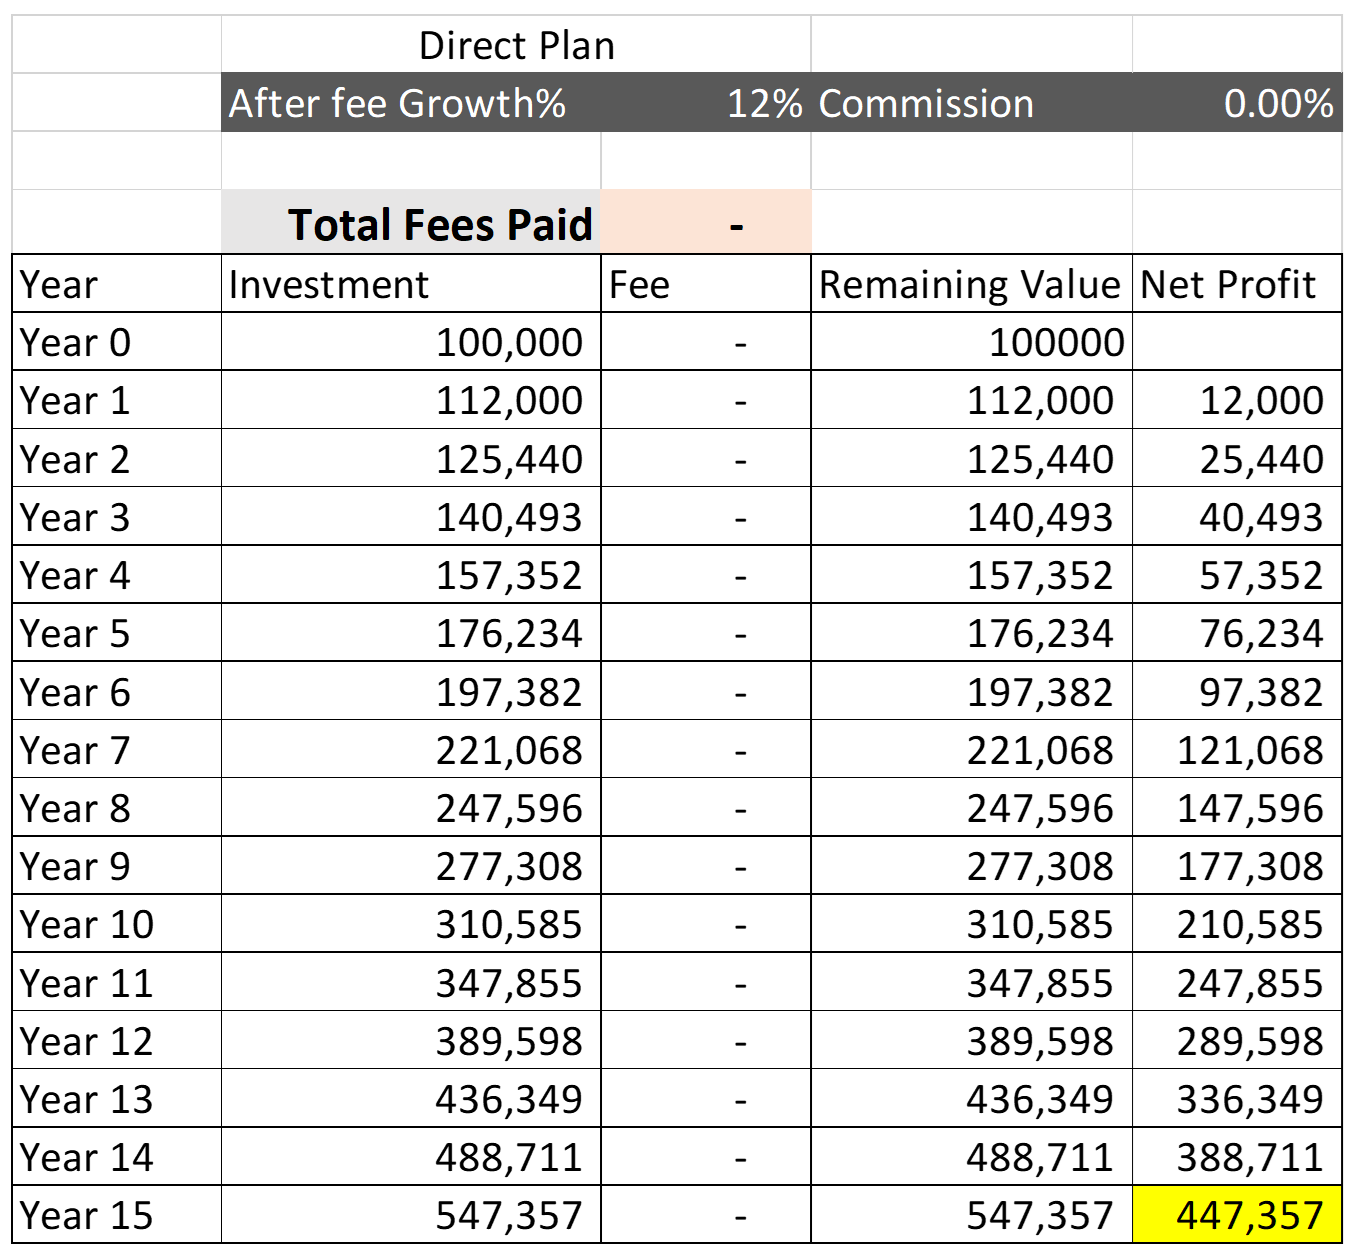 Direct Plan
After fee Growth% 12% Commission 0.00%
Total Fees Paid -
Year Investment Fee Remaining Value Net Profit
Year 0 100,000 - 100000
Year 1 112,000 - 112,000 12,000
Year 2 125,440 - 125,440 25,440
Year 3 140,493 - 140,493 40,493
Year 4 157,352 - 157,352 57,352
Year 5 176,234 - 176,234 76,234
Year 6 197,382 - 197,382 97,382
Year 7 221,068 - 221,068 121,068
Year 8 247,596 - 247,596 147,596
Year 9 277,308 - 277,308 177,308
Year 10 310,585 - 310,585 210,585
Year 11 347,855 - 347,855 247,855
Year 12 389,598 - 389,598 289,598
Year 13 436,349 - 436,349 336,349
Year 14 488,711 - 488,711 388,711
Year 15 547,357 - 547,357 447,357